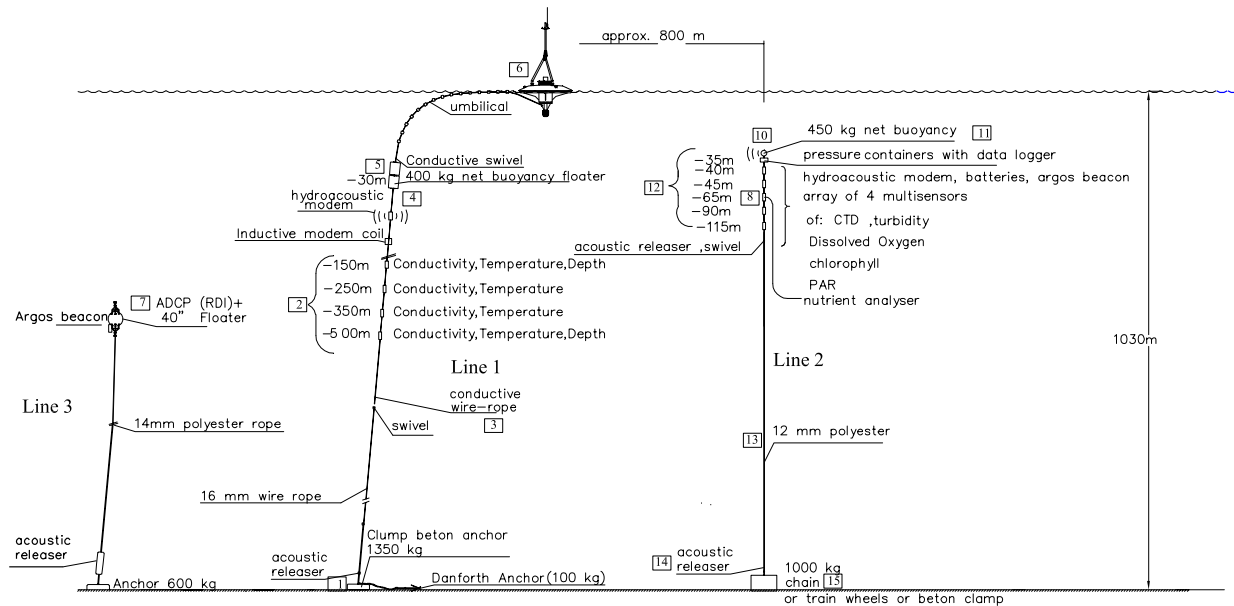 approx. 800 m
6
umbilical
5
Conductive swivel
-30m
400 kg net buoyancy floater
4
hydroacoustic
modem
Inductive modem coil
2
-150m Conductivity,Temperature,Depth
-250m Conductivity,Temperature
-350m Conductivity,Temperature
-500m Conductivity,Temperature,Depth
Line 1
conductive
wire-rope
3
swivel
16 mm wire rope
Clump beton anchor
1350 kg
acoustic
releaser
1
Danforth Anchor(100 kg)
7
ADCP (RDI)+
40" Floater
Argos beacon
Line 3
14mm polyester rope
acoustic
releaser
Anchor 600 kg
10
450 kg net buoyancy
11
pressure containers with data logger
hydroacoustic modem, batteries, argos beacon
array of 4 multisensors
of: CTD ,turbidity
Dissolved Oxygen
chlorophyll
PAR
nutrient analyser
12
-35m
-40m
-45m
-65m
-90m
-115m
8
acoustic releaser ,swivel
Line 2
13
12 mm polyester
14
acoustic
releaser
1000 kg
chain
15
or train wheels or beton clamp
1030m